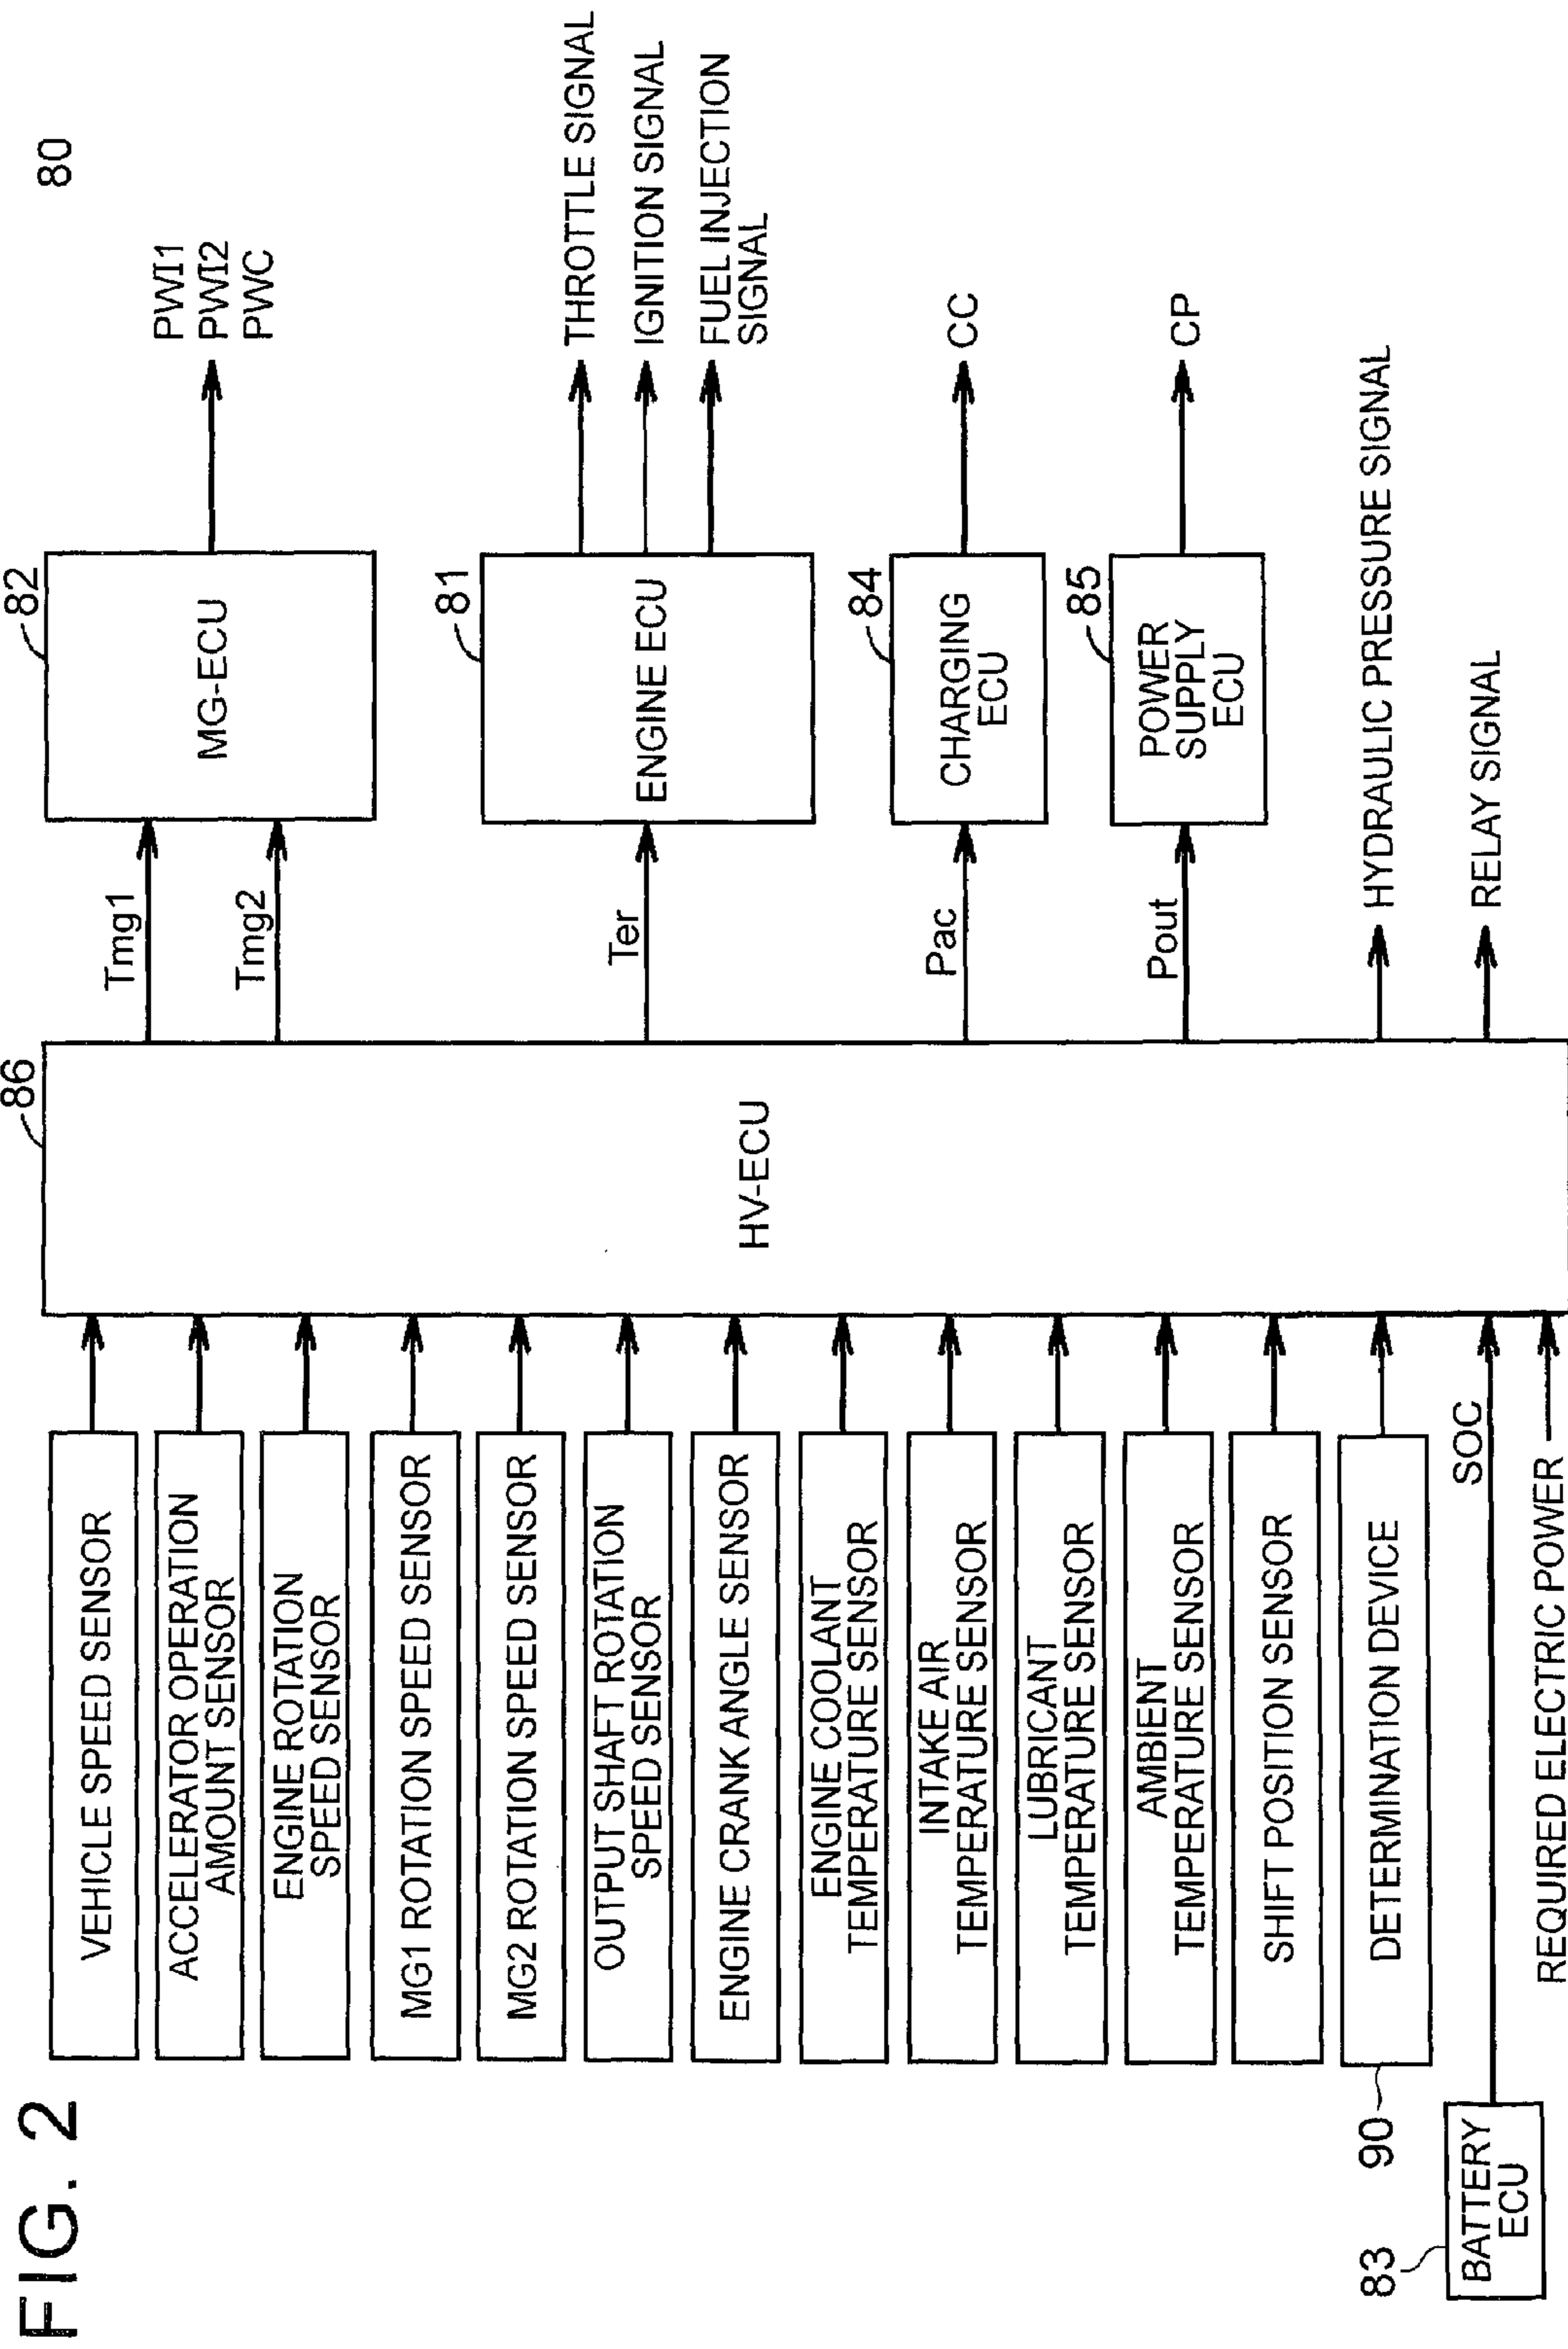 FIG. 2
80
VEHICLE SPEED SENSOR
ACCELERATOR OPERATION
AMOUNT SENSOR
ENGINE ROTATION
SPEED SENSOR
MG1 ROTATION SPEED SENSOR
MG2 ROTATION SPEED SENSOR
OUTPUT SHAFT ROTATION
SPEED SENSOR
ENGINE CRANK ANGLE SENSOR
ENGINE COOLANT
TEMPERATURE SENSOR
INTAKE AIR
TEMPERATURE SENSOR
LUBRICANT
TEMPERATURE SENSOR
AMBIENT
TEMPERATURE SENSOR
SHIFT POSITION SENSOR
DETERMINATION DEVICE
90
83
BATTERY
ECU
SOC
REQUIRED ELECTRIC POWER
86
HV-ECU
Tmg1
Tmg2
Ter
Pac
Pout
82
MG-ECU
81
ENGINE ECU
84
CHARGING
ECU
85
POWER
SUPPLY
ECU
PWI1
PWI2
PWC
THROTTLE SIGNAL
IGNITION SIGNAL
FUEL INJECTION
SIGNAL
CC
CP
HYDRAULIC PRESSURE SIGNAL
RELAY SIGNAL